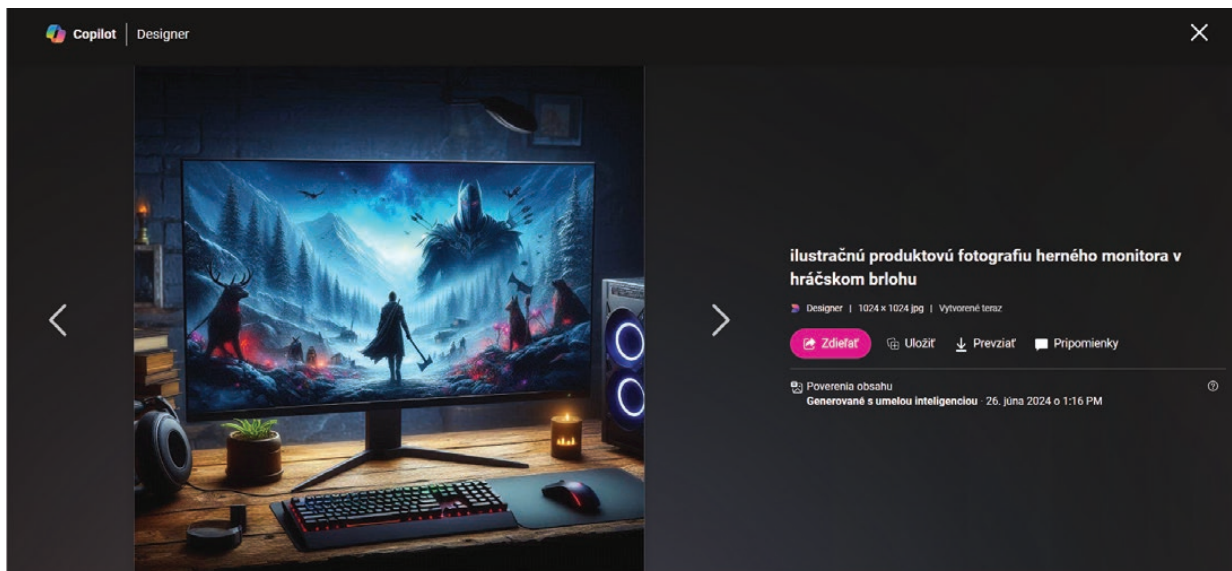 Copilot | Designer
ilustračnú produktovú fotografiu herného monitora v
hráčskom brlohu
Designer | 1024 × 1024 jpg | Vytvorené teraz
Zdieľať Uložiť Prevziať Pripomienky
Poverenia obsahu
Generované s umelou inteligenciou · 26. júna 2024 o 1:16 PM